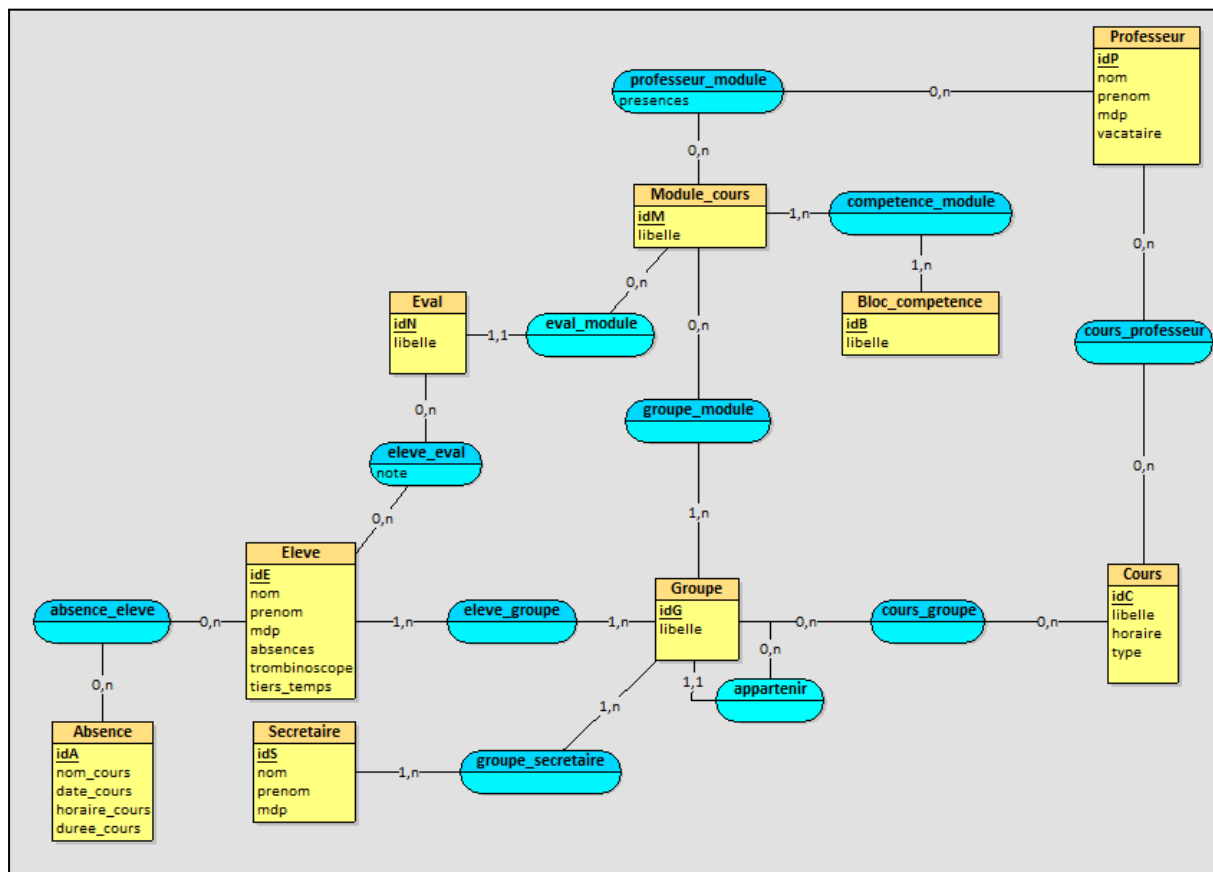 Professeur
idP
nom
prenom
mdp
vacataire
professeur_module
presences
0,n
0,n
Module_cours
idM
libelle
1,n
competence_module
1,n
Bloc_competence
idB
libelle
0,n
cours_professeur
0,n
0,n
eval_module
1,1
Eval
idN
libelle
0,n
eleve_eval
note
0,n
0,n
groupe_module
1,n
Eleve
idE
nom
prenom
mdp
absences
trombinoscope
tiers_temps
absence_eleve
0,n
0,n
Absence
idA
nom_cours
date_cours
horaire_cours
duree_cours
1,n
eleve_groupe
1,n
Groupe
idG
libelle
0,n
cours_groupe
0,n
Cours
idC
libelle
horaire
type
0,n
1,1
appartenir
1,n
Secretaire
idS
nom
prenom
mdp
1,n
groupe_secretaire